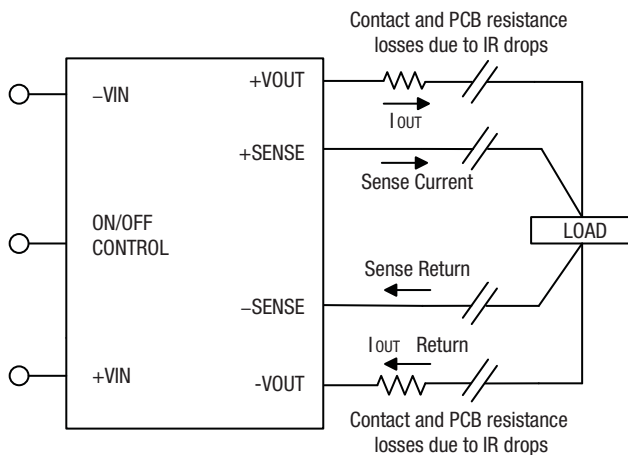 Contact and PCB resistance
losses due to IR drops
+VOUT
–VIN
IOUT
+SENSE
Sense Current
ON/OFF
CONTROL
LOAD
Sense Return
–SENSE
IOUT Return
+VIN
-VOUT
Contact and PCB resistance
losses due to IR drops